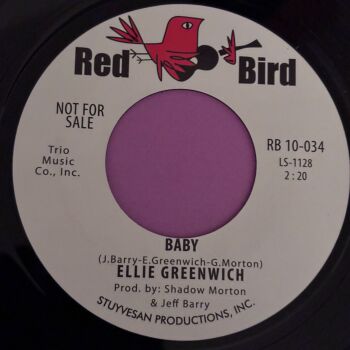 Red Bird
NOT FOR
SALE
Trio
Music
Co., Inc.
RB 10-034
LS-1128
2:20
BABY
(J.Barry-E.Greenwich-G.Morton)
ELLIE GREENWICH
Prod. by: Shadow Morton
& Jeff Barry
STUYVESAN PRODUCTIONS, INC.